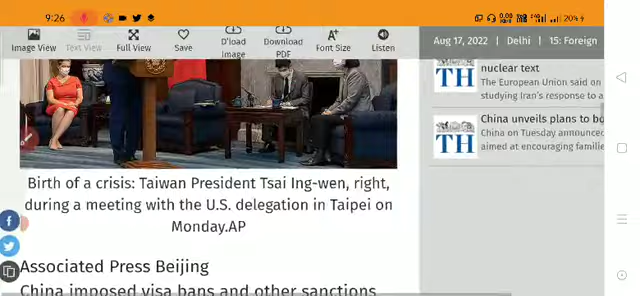 9:26
20%
Image View
Text View
Full View
Save
D'load
Image
Download
PDF
A+
Font Size
Listen
Aug 17, 2022 | Delhi | 15: Foreign
nuclear text
The European Union said on
studying Iran's response to a
TH
China unveils plans to bo
China on Tuesday announced
aimed at encouraging familie
TH
Birth of a crisis: Taiwan President Tsai Ing-wen, right,
during a meeting with the U.S. delegation in Taipei on
Monday.AP
Associated Press Beijing
China imposed visa bans and other sanctions